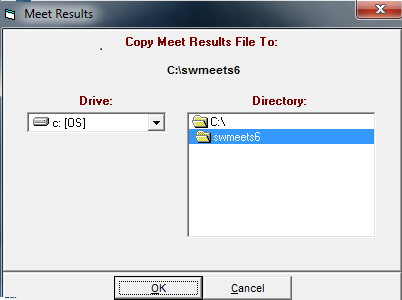 Meet Results
Copy Meet Results File To:
C:\swmeets6
Drive:
Directory:
c: [OS]
C:\
swmeets6
OK
Cancel